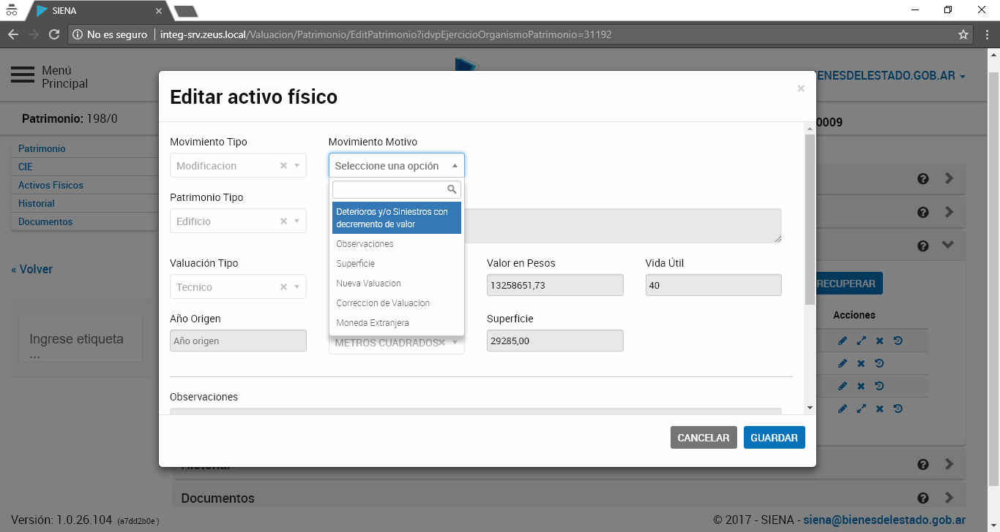 SIENA
No es seguro
integ-srv.zeus.local/Valuacion/Patrimonio/EditPatrimonio?idvpEjercicioOrganismoPatrimonio=31192
Menú
Principal
ENESDELESTADO.GOB.AR
Patrimonio: 198/0
0009
Patrimonio
CIE
Activos Físicos
Historial
Documentos
« Volver
Ingrese etiqueta
...
Editar activo físico
×
Movimiento Tipo
Movimiento Motivo
Modificacion
Seleccione una opción
Deterioros y/o Siniestros con
decremento de valor
Observaciones
Superficie
Nueva Valuacion
Correccion de Valuacion
Moneda Extranjera
Patrimonio Tipo
Edificio
Valuación Tipo
Valor en Pesos
Vida Útil
Tecnico
13258651,73
40
Año Origen
Superficie
Año origen
METROS CUADRADOS
29285,00
Observaciones
CANCELAR
GUARDAR
RECUPERAR
Acciones
Historial
Documentos
Versión: 1.0.26.104 (a7dd2b0e )
© 2017 - SIENA - siena@bienesdelestado.gob.ar